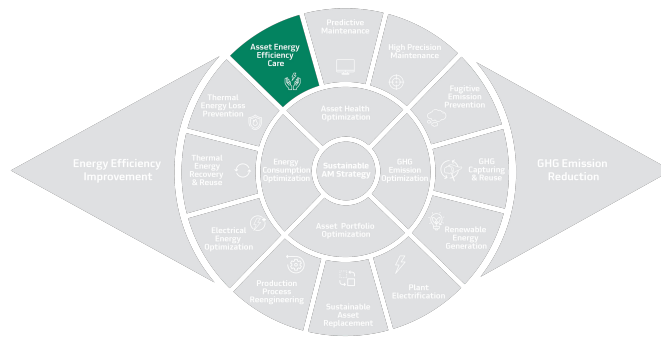 Predictive
Maintenance
Asset Energy
Efficiency
Care
High Precision
Maintenance
Thermal
Energy Loss
Prevention
Asset Health
Optimization
Fugitive
Emission
Prevention
Energy Efficiency
Improvement
Thermal
Energy
Recovery
& Reuse
Energy
Consumption
Optimization
Sustainable
AM Strategy
GHG
Emission
Optimization
GHG
Capturing
& Reuse
GHG Emission
Reduction
Electrical
Energy
Optimization
Asset Portfolio
Optimization
Renewable
Energy
Generation
Production
Process
Reengineering
Sustainable
Asset
Replacement
Plant
Electrification